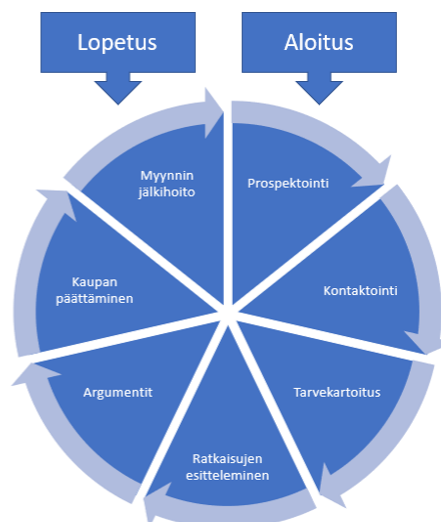 Lopetus
Aloitus
Myynnin
jälkihoito
Prospektointi
Kaupan
päättäminen
Kontaktointi
Argumentit
Tarvekartoitus
Ratkaisujen
esitteleminen